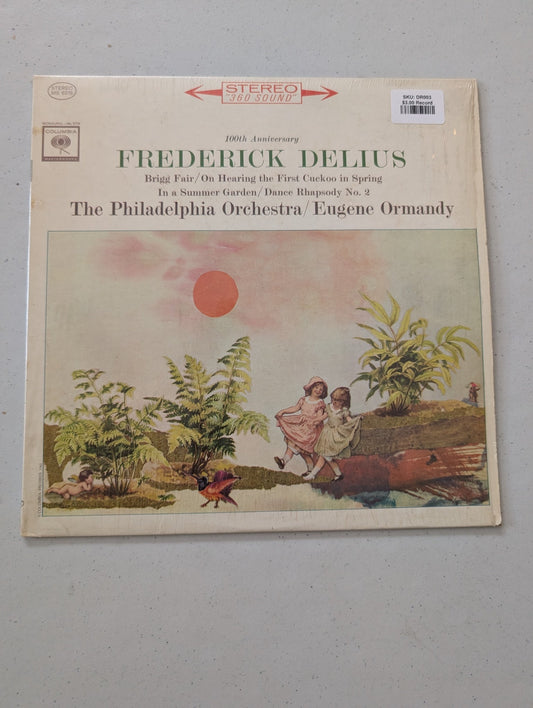 STEREO
"360 SOUND"
SKU: DR003
$3.00 Record
COLUMBIA
MASTERWORKS
100th Anniversary
FREDERICK DELIUS
Brigg Fair/On Hearing the First Cuckoo in Spring
In a Summer Garden/Dance Rhapsody No. 2
The Philadelphia Orchestra/Eugene Ormandy